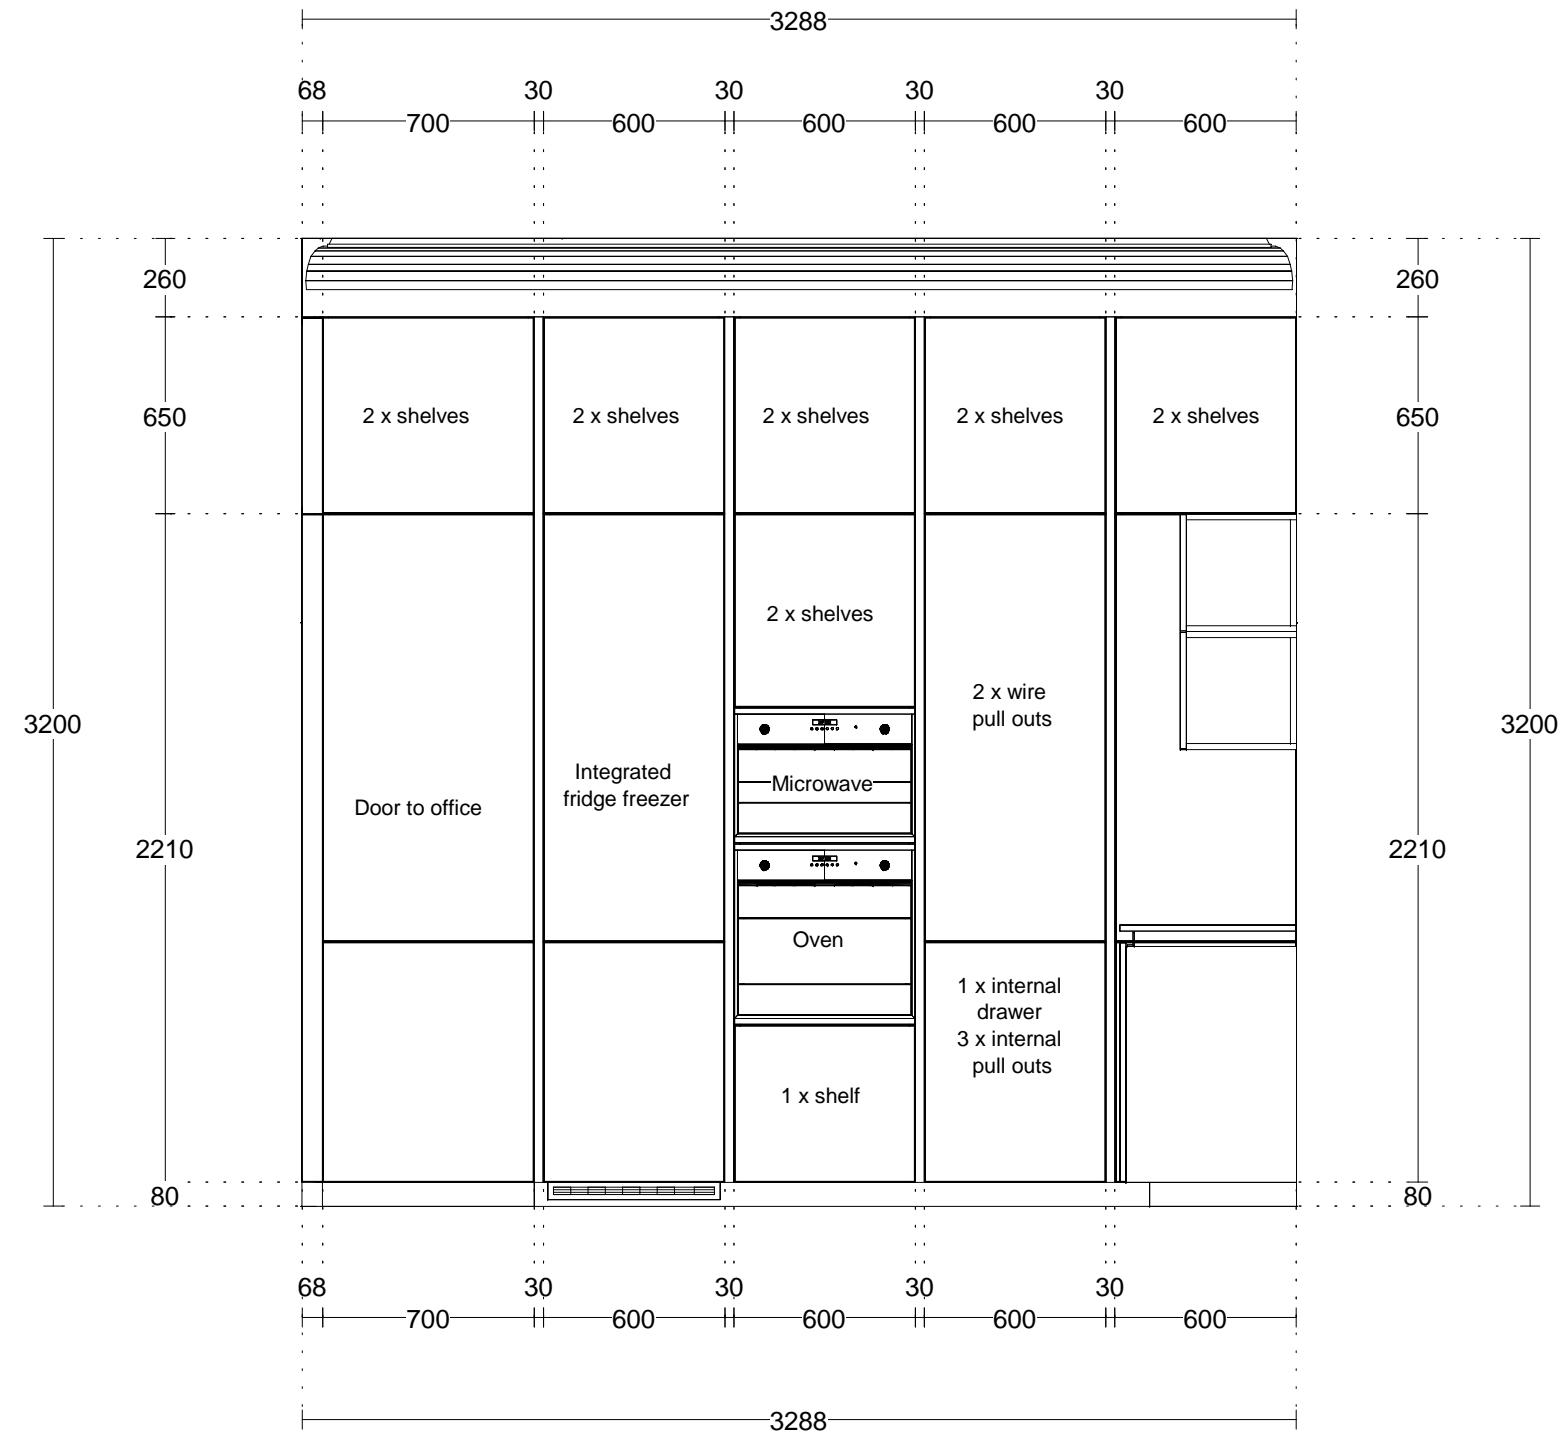 3288
68 30 30 30 30
700 600 600 600 600
260 260
650 2 x shelves 2 x shelves 2 x shelves 2 x shelves 2 x shelves 650
2 x shelves
2 x wire
pull outs
3200 3200
Integrated
fridge freezer
Microwave
Door to office
2210 2210
Oven
1 x internal
drawer
3 x internal
pull outs
1 x shelf
80 80
68 30 30 30 30
700 600 600 600 600
3288